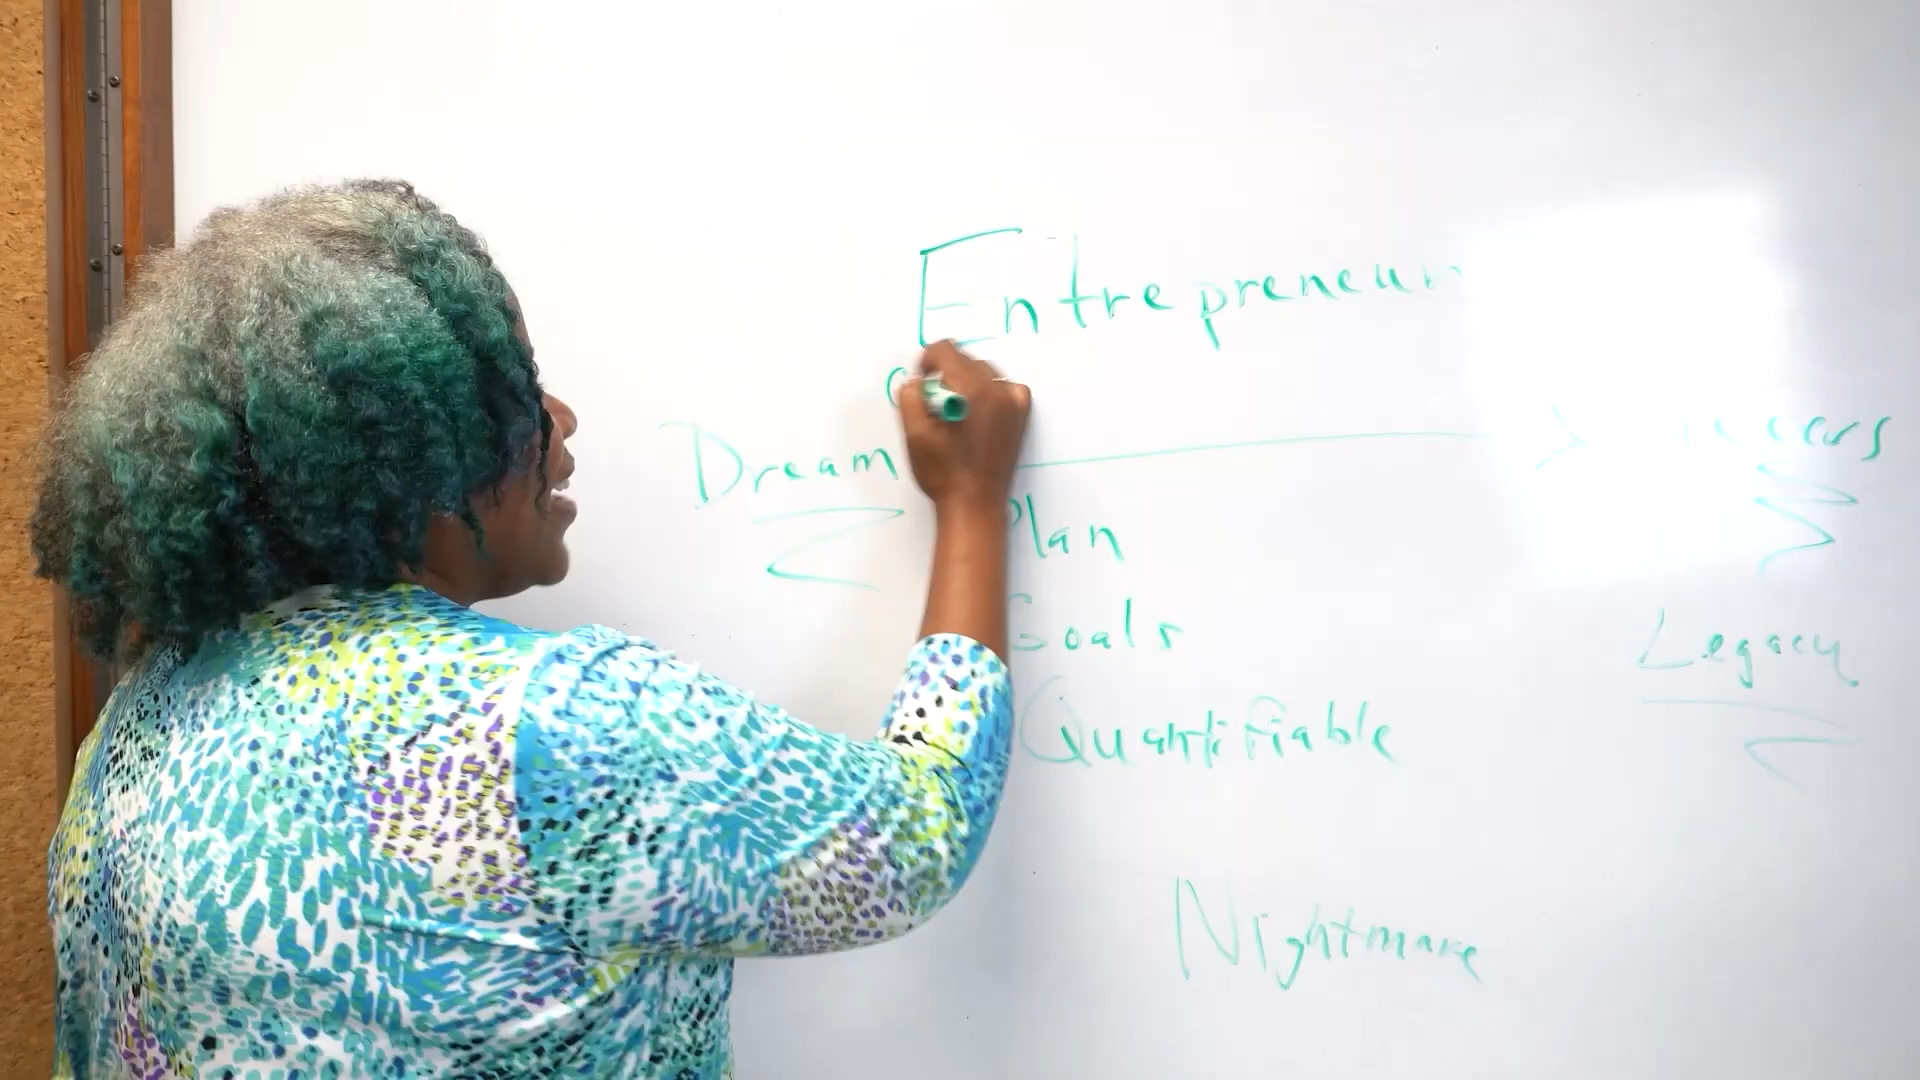 Entrepreneur
Dream
Plan
Goals
Quantifiable
Legacy
Nightmare